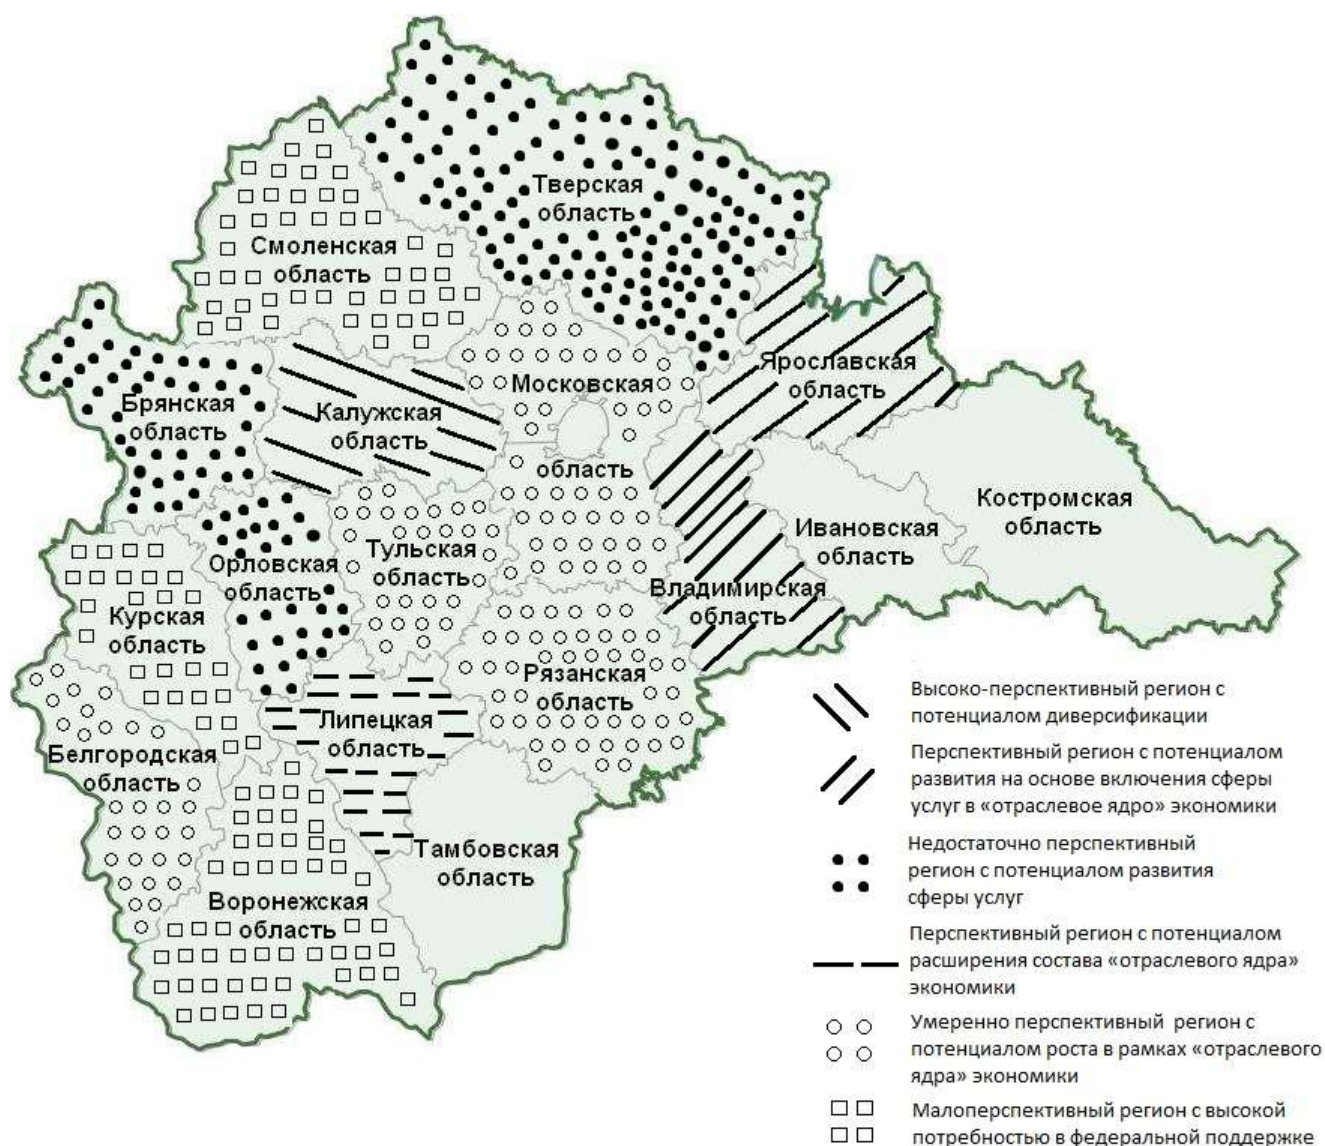 Тверская
область
Смоленская
область
Ярославская
область
Московская
область
Брянская
область
Калужская
область
Костромская
область
Ивановская
область
Тульская
область
Орловская
область
Владимирская
область
Курская
область
Рязанская
область
Липецкая
область
Белгородская
область
Тамбовская
область
Воронежская
область
Высоко-перспективный регион с
потенциалом диверсификации
Перспективный регион с потенциалом
развития на основе включения сферы
услуг в «отраслевое ядро» экономики
Недостаточно перспективный
регион с потенциалом развития
сферы услуг
Перспективный регион с потенциалом
расширения состава «отраслевого ядра»
экономики
Умеренно перспективный регион с
потенциалом роста в рамках «отраслевого
ядра» экономики
Малоперспективный регион с высокой
потребностью в федеральной поддержке